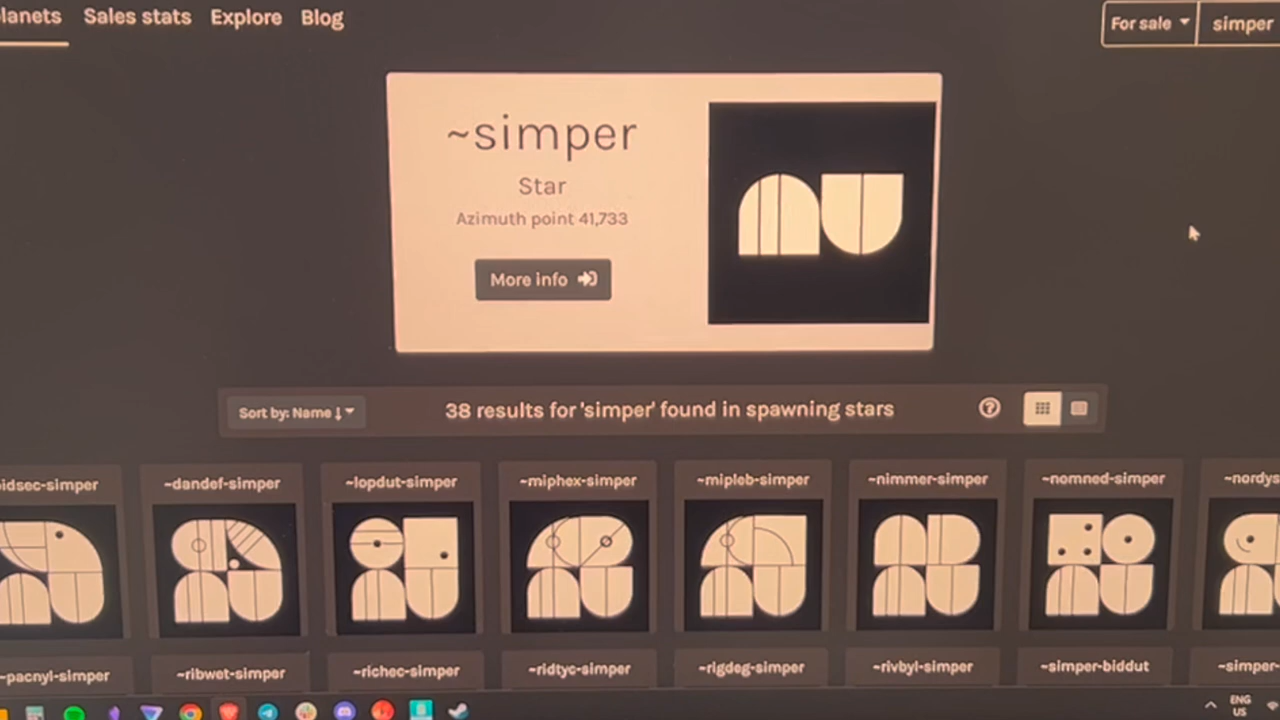 lanets Sales stats Explore Blog For sale simper
~simper
Star
Azimuth point 41,733
More info
Sort by: Name
38 results for 'simper' found in spawning stars
idsec-simper ~dandef-simper ~lopdut-simper ~miphex-simper ~mipleb-simper ~nimmer-simper ~nomned-simper ~nordys
~pacnyl-simper ~ribwet-simper ~richec-simper ~ridtyc-simper ~rigdeg-simper ~rivbyl-simper ~simper-biddut ~simper-
ENG
US